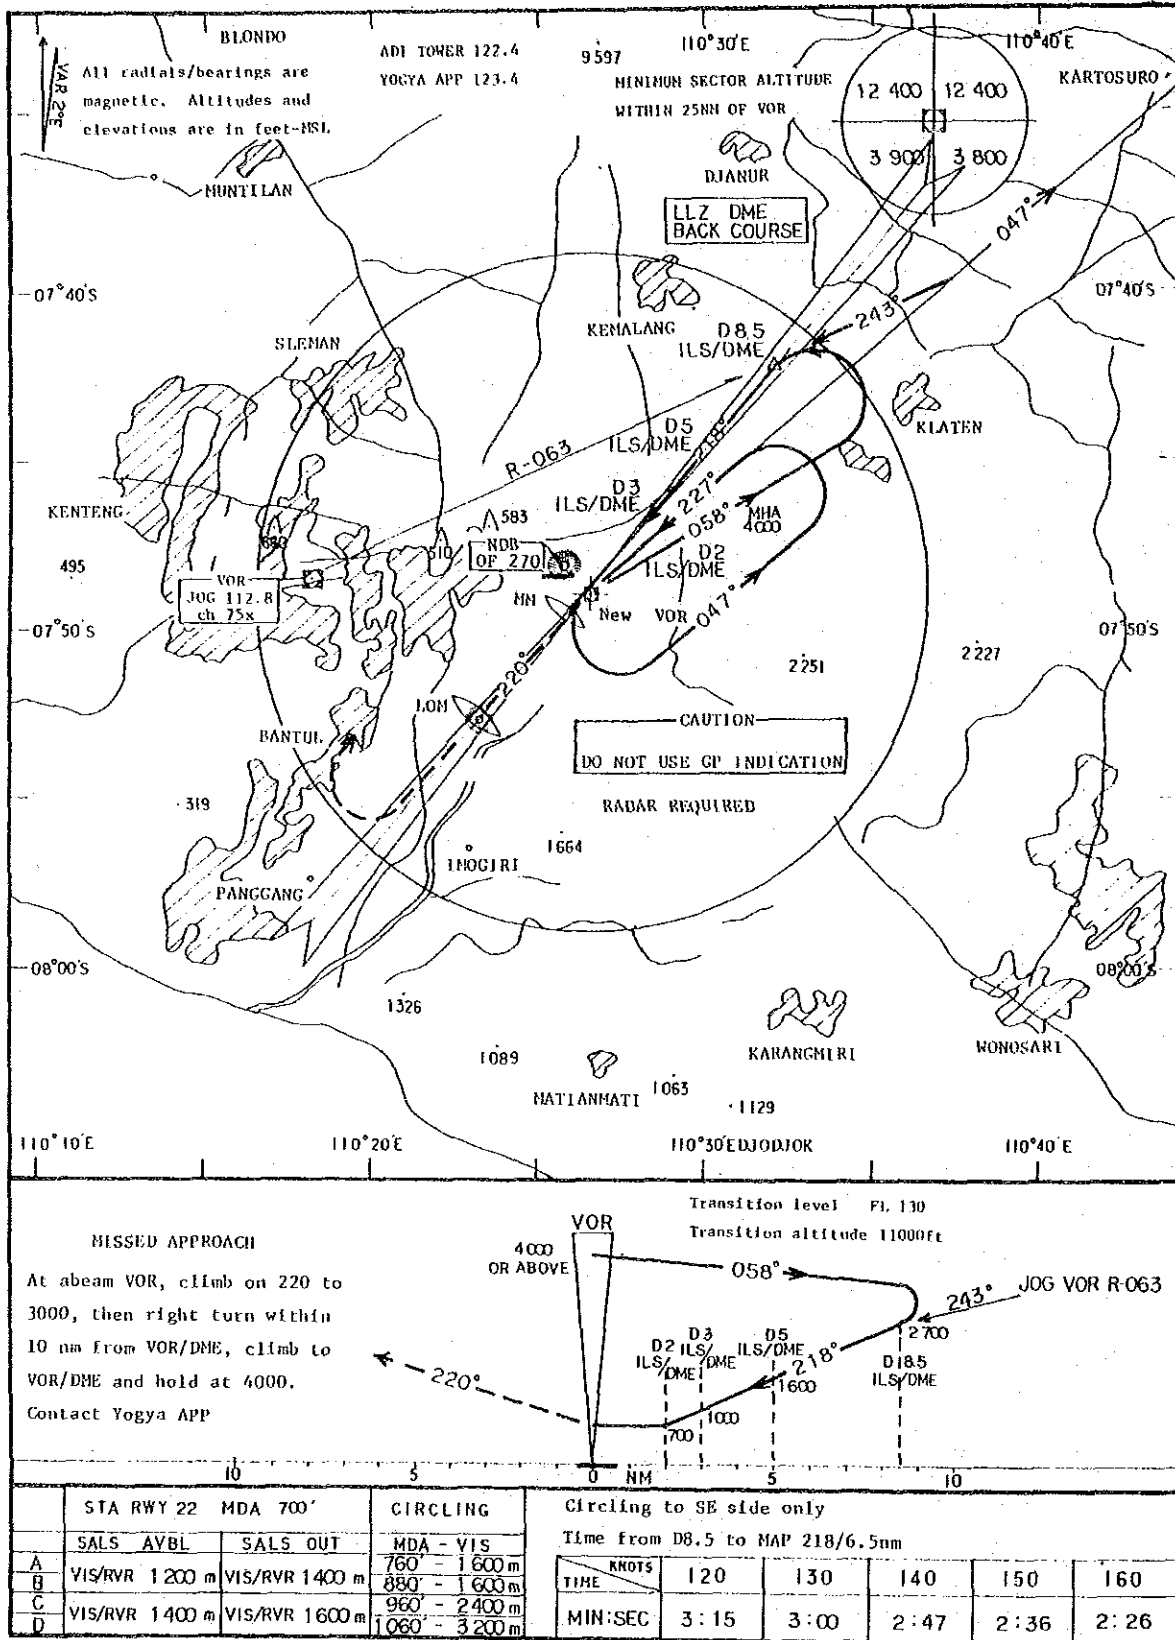 BLONDO
ADI TOWER 122.4
YOGYA APP 123.4
9597
110°30'E
110°40'E
VAR 2°E
All radials/bearings are
magnetic. Altitudes and
elevations are in feet-MSL
MINIMUM SECTOR ALTITUDE
WITHIN 25NM OF VOR
12 400
12 400
3 900
3 800
KARTOSURO
MUNTILAN
DJANUR
LLZ DME
BACK COURSE
047°
07°40'S
07°40'S
243°
SLEMAN
KEMALANG
D8.5
ILS/DME
KLATEN
D5
ILS/DME
218°
R-063
D3
ILS/DME
227°
058°
MHA
4000
KENTENG
583
510
NDB
OF 270
D2
ILS/DME
495
VOR
JOG 112.8
ch 75x
MM
New VOR
047°
07°50'S
07°50'S
2251
2227
220°
LOM
BANTUL
CAUTION
DO NOT USE GP INDICATION
RADAR REQUIRED
319
1664
IMOGIRI
PANGGANG
08°00'S
08°00'S
1326
1089
KARANGMIRI
WONOSARI
MATIANMATI
1063
1129
110°10'E
110°20'E
110°30'E
DJODJOK
110°40'E
Transition level FL 130
Transition altitude 11000ft
MISSED APPROACH
At abeam VOR, climb on 220 to
3000, then right turn within
10 nm from VOR/DME, climb to
VOR/DME and hold at 4000.
Contact Yogya APP
VOR
4000
OR ABOVE
058°
243°
JOG VOR R-063
2700
D2
ILS/DME
D3
ILS/DME
D5
ILS/DME
218°
D18.5
ILS/DME
1600
1000
700
220°
10 5 0 NM 5 10
STA RWY 22 MDA 700'
CIRCLING
SALS AVBL
SALS OUT
MDA - VIS
A
B
VIS/RVR 1200 m
VIS/RVR 1400 m
760' - 1600 m
880' - 1600 m
C
D
VIS/RVR 1400 m
VIS/RVR 1600 m
960' - 2400 m
1060' - 3200 m
Circling to SE side only
Time from D8.5 to MAP 218/6.5nm
KNOTS
TIME
120 130 140 150 160
MIN:SEC 3:15 3:00 2:47 2:36 2:26